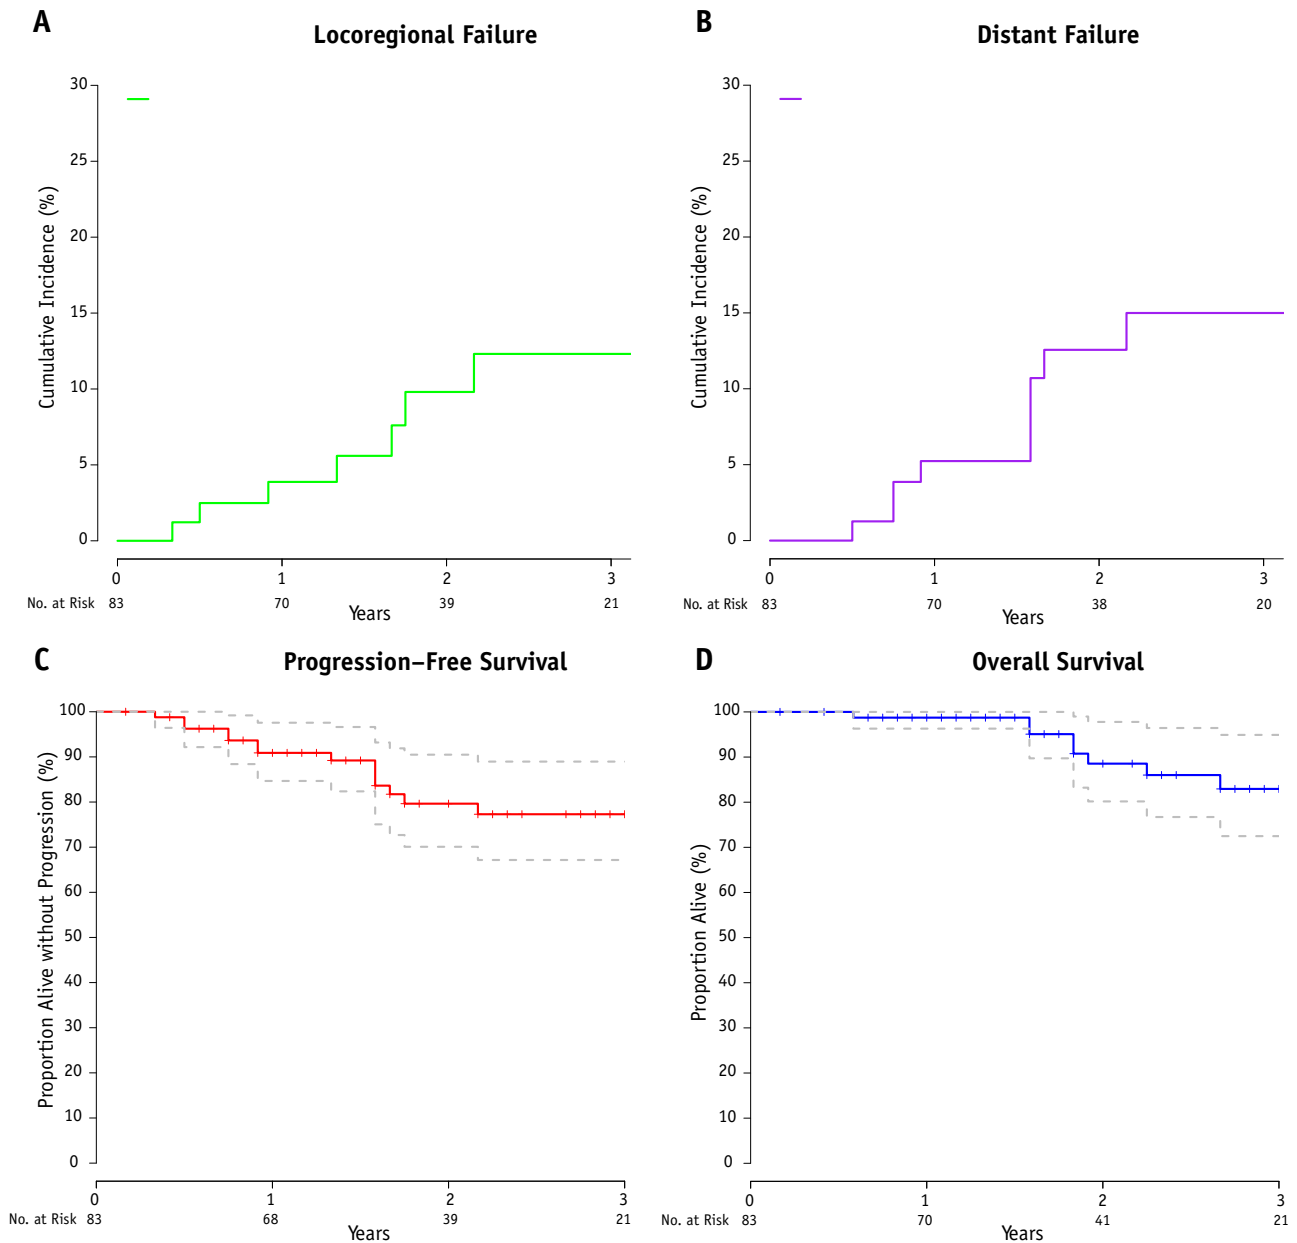 A
Locoregional Failure
Cumulative Incidence (%)
30
25
20
15
10
5
0
0 1 2 3
No. at Risk 83 70 39 21
Years
B
Distant Failure
Cumulative Incidence (%)
30
25
20
15
10
5
0
0 1 2 3
No. at Risk 83 70 38 20
Years
C
Progression–Free Survival
Proportion Alive without Progression (%)
100
90
80
70
60
50
40
30
20
10
0
0 1 2 3
No. at Risk 83 68 39 21
Years
D
Overall Survival
Proportion Alive (%)
100
90
80
70
60
50
40
30
20
10
0
0 1 2 3
No. at Risk 83 70 41 21
Years